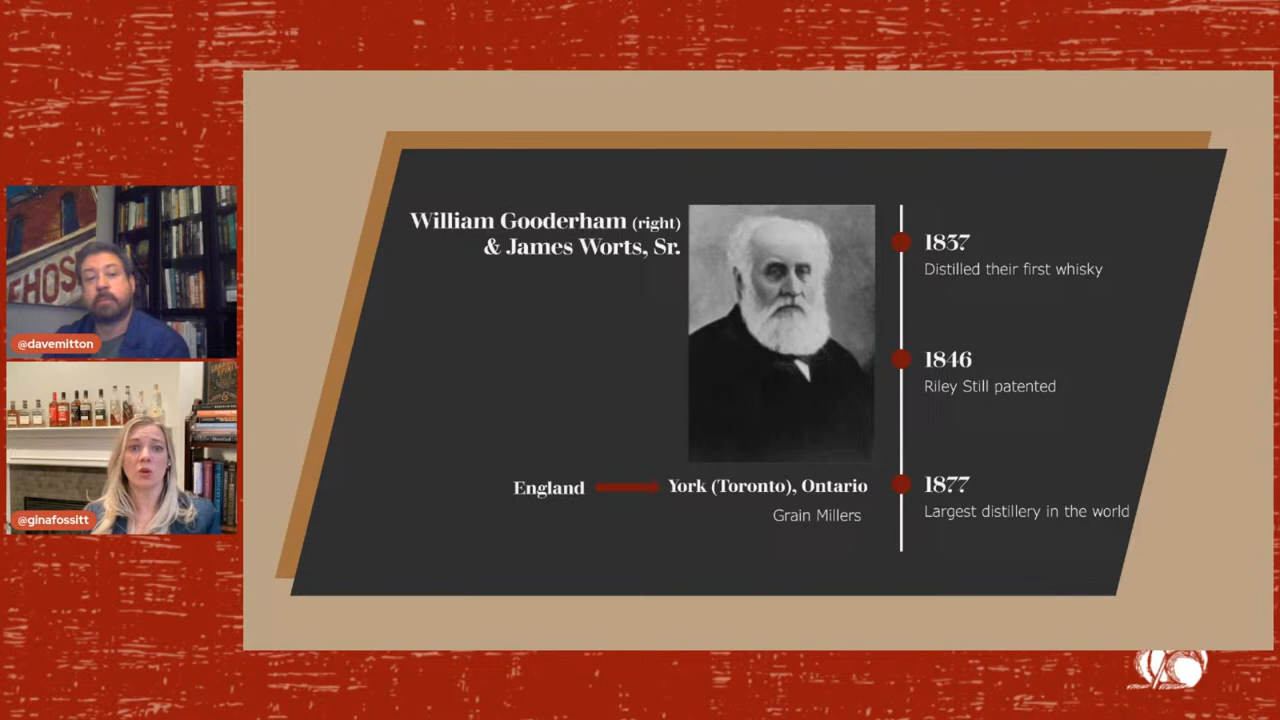 EHOS
@davemitton
@ginafossitt
William Gooderham (right)
& James Worts, Sr.
England
York (Toronto), Ontario
Grain Millers
1837
Distilled their first whisky
1846
Riley Still patented
1877
Largest distillery in the world